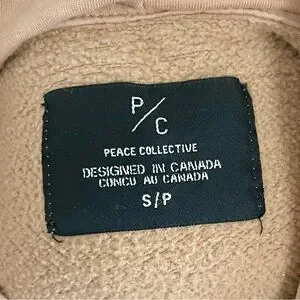 P/C
PEACE COLLECTIVE
DESIGNED IN CANADA
CONCU AU CANADA
S/P